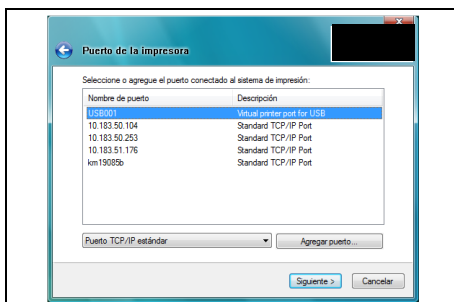 Puerto de la impresora
Seleccione o agregue el puerto conectado al sistema de impresión:
Nombre de puerto Descripción
USB001 Virtual printer port for USB
10.183.50.104 Standard TCP/IP Port
10.183.50.253 Standard TCP/IP Port
10.183.51.176 Standard TCP/IP Port
km19085b Standard TCP/IP Port
Puerto TCP/IP estándar Agregar puerto...
Siguiente > Cancelar